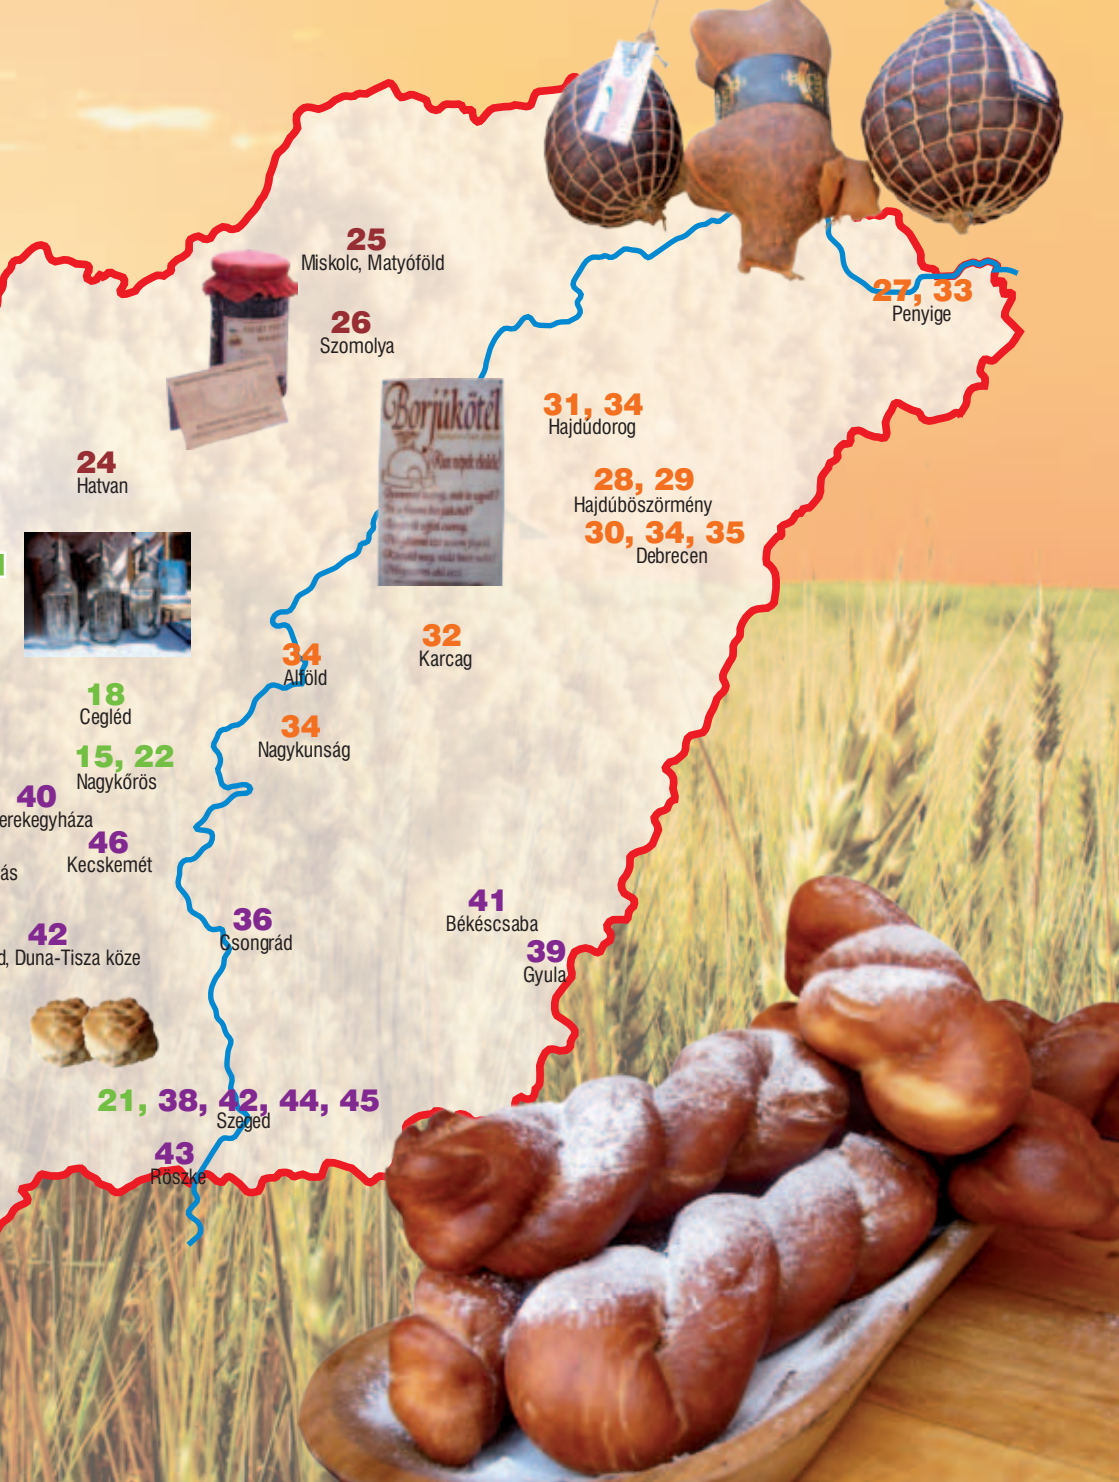 25
Miskolc, Matyóföld
27, 33
Penyige
26
Szomolya
Borjúkötél
31, 34
Hajdúdorog
24
Hatvan
28, 29
Hajdúböszörmény
30, 34, 35
Debrecen
32
Karcag
34
Alföld
18
Cegléd
34
Nagykunság
15, 22
Nagykőrös
40
erekegyháza
46
Kecskemét
ás
41
Békéscsaba
36
Csongrád
42
d, Duna-Tisza köze
39
Gyula
21, 38, 42, 44, 45
Szeged
43
Röszke